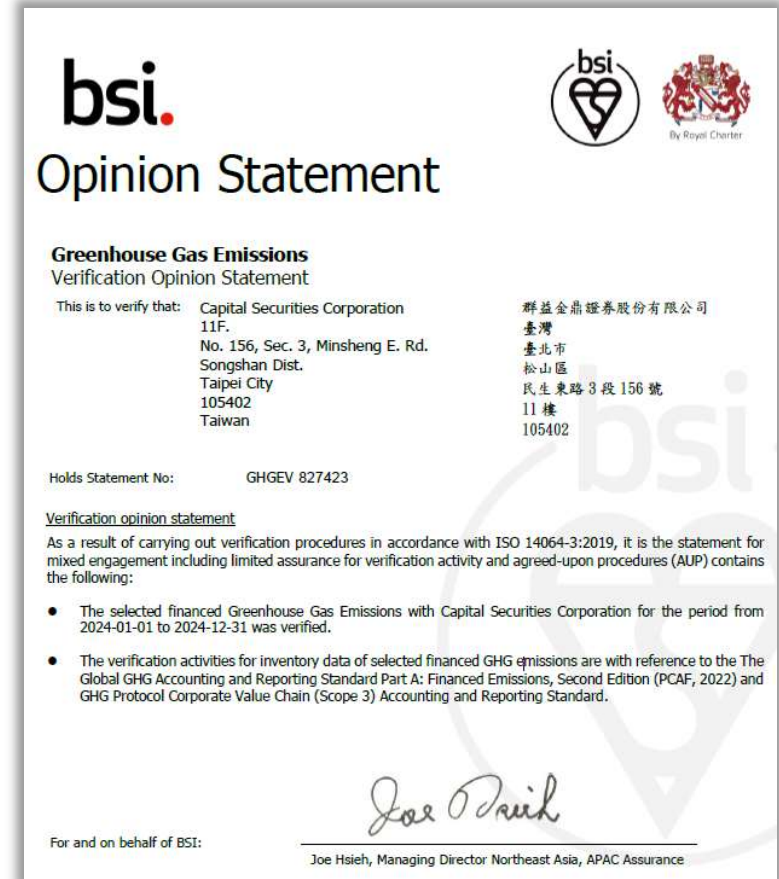 bsi.
bsi
By Royal Charter
Opinion Statement
Greenhouse Gas Emissions
Verification Opinion Statement
This is to verify that:
Capital Securities Corporation
11F.
No. 156, Sec. 3, Minsheng E. Rd.
Songshan Dist.
Taipei City
105402
Taiwan
群益金鼎證券股份有限公司
臺灣
臺北市
松山區
民生東路 3 段 156 號
11 樓
105402
Holds Statement No: GHGEV 827423
Verification opinion statement
As a result of carrying out verification procedures in accordance with ISO 14064-3:2019, it is the statement for
mixed engagement including limited assurance for verification activity and agreed-upon procedures (AUP) contains
the following:
● The selected financed Greenhouse Gas Emissions with Capital Securities Corporation for the period from
2024-01-01 to 2024-12-31 was verified.
● The verification activities for inventory data of selected financed GHG emissions are with reference to the The
Global GHG Accounting and Reporting Standard Part A: Financed Emissions, Second Edition (PCAF, 2022) and
GHG Protocol Corporate Value Chain (Scope 3) Accounting and Reporting Standard.
bsi
Joe Hsieh
For and on behalf of BSI:
Joe Hsieh, Managing Director Northeast Asia, APAC Assurance